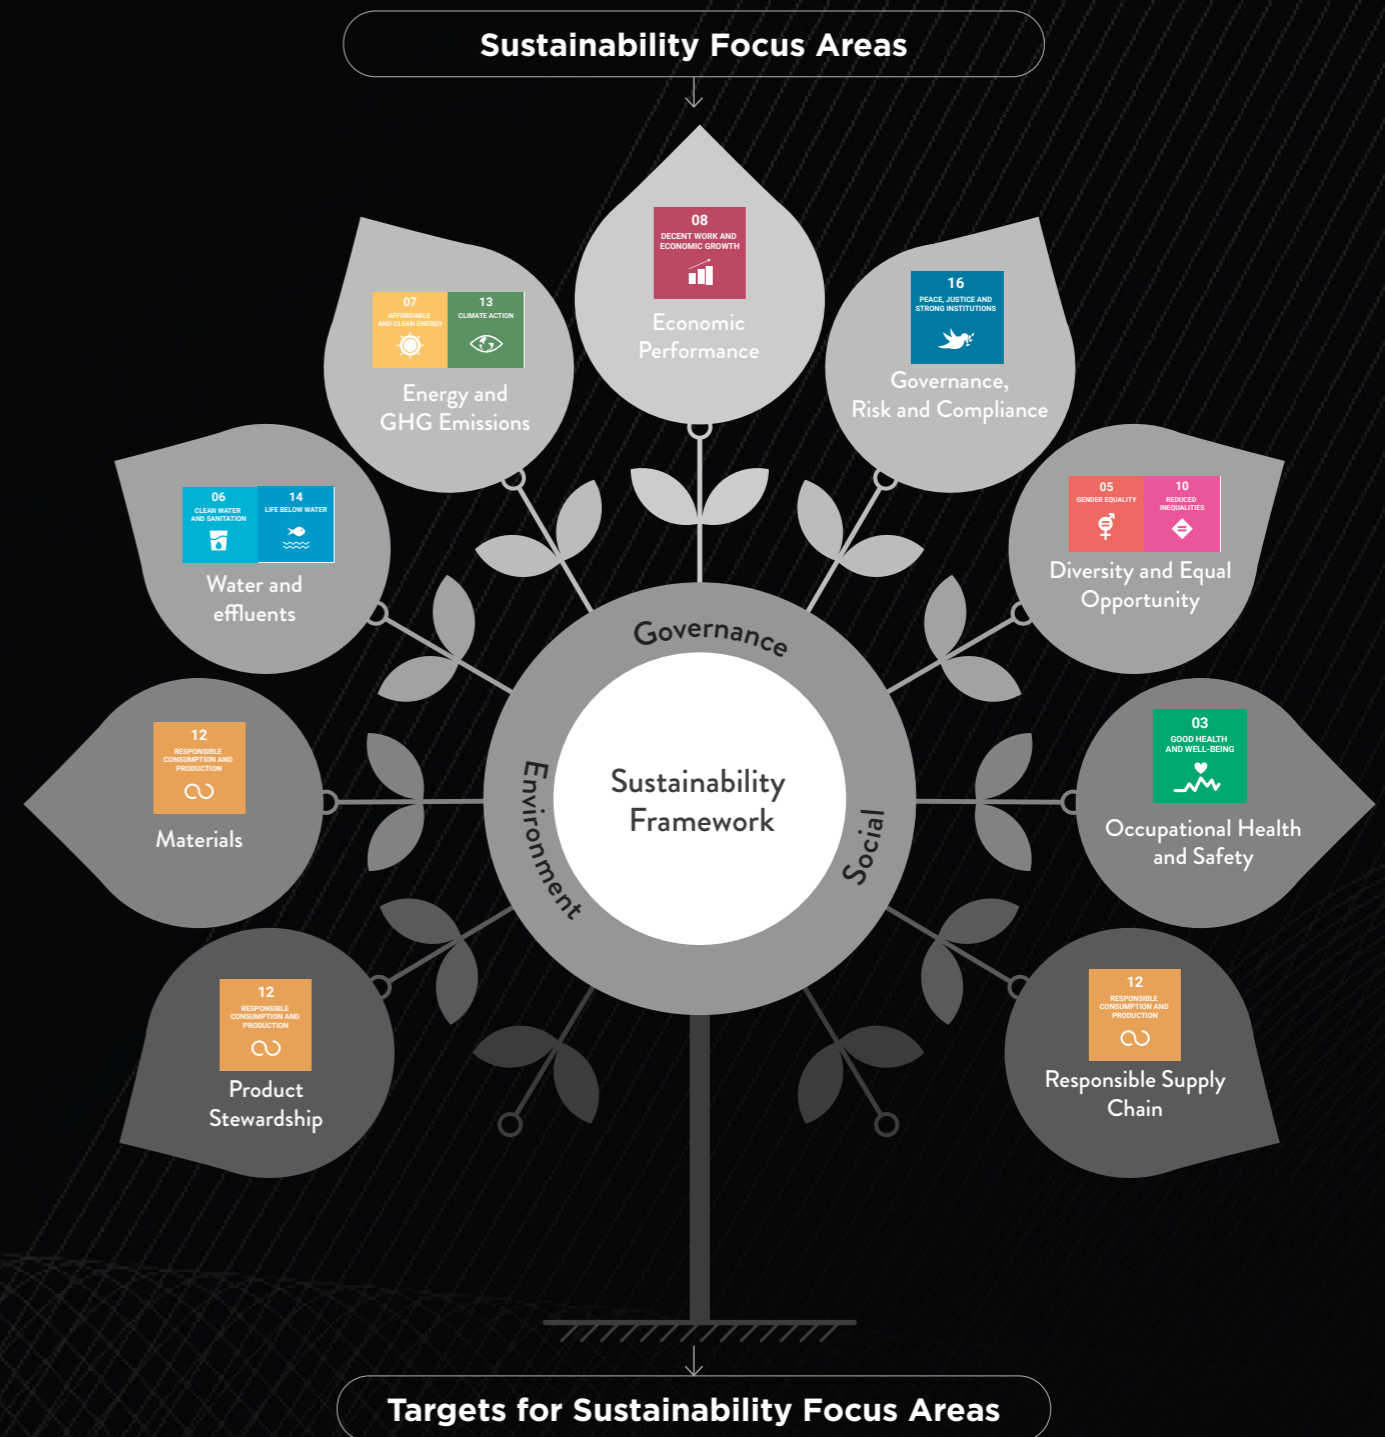 Sustainability Focus Areas
08
DECENT WORK AND
ECONOMIC GROWTH
Economic
Performance
07
AFFORDABLE
AND CLEAN ENERGY
13
CLIMATE ACTION
Energy and
GHG Emissions
16
PEACE, JUSTICE AND
STRONG INSTITUTIONS
Governance,
Risk and Compliance
06
CLEAN WATER
AND SANITATION
14
LIFE BELOW WATER
Water and
effluents
05
GENDER EQUALITY
10
REDUCED
INEQUALITIES
Diversity and Equal
Opportunity
12
RESPONSIBLE
CONSUMPTION AND
PRODUCTION
Materials
Governance
Environment
Social
Sustainability
Framework
03
GOOD HEALTH
AND WELL-BEING
Occupational Health
and Safety
12
RESPONSIBLE
CONSUMPTION AND
PRODUCTION
Product
Stewardship
12
RESPONSIBLE
CONSUMPTION AND
PRODUCTION
Responsible Supply
Chain
Targets for Sustainability Focus Areas